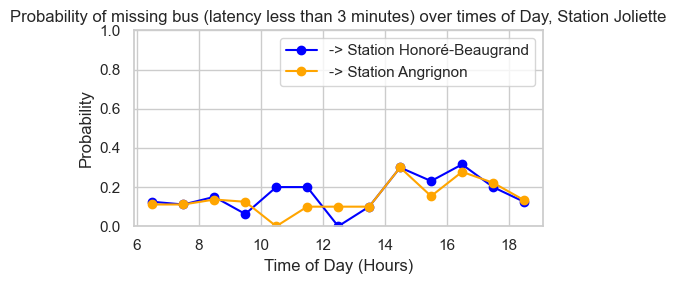 Probability of missing bus (latency less than 3 minutes) over times of Day, Station Joliette
1.0
0.8
0.6
0.4
0.2
0.0
Probability
-> Station Honoré-Beaugrand
-> Station Angrignon
6 8 10 12 14 16 18
Time of Day (Hours)